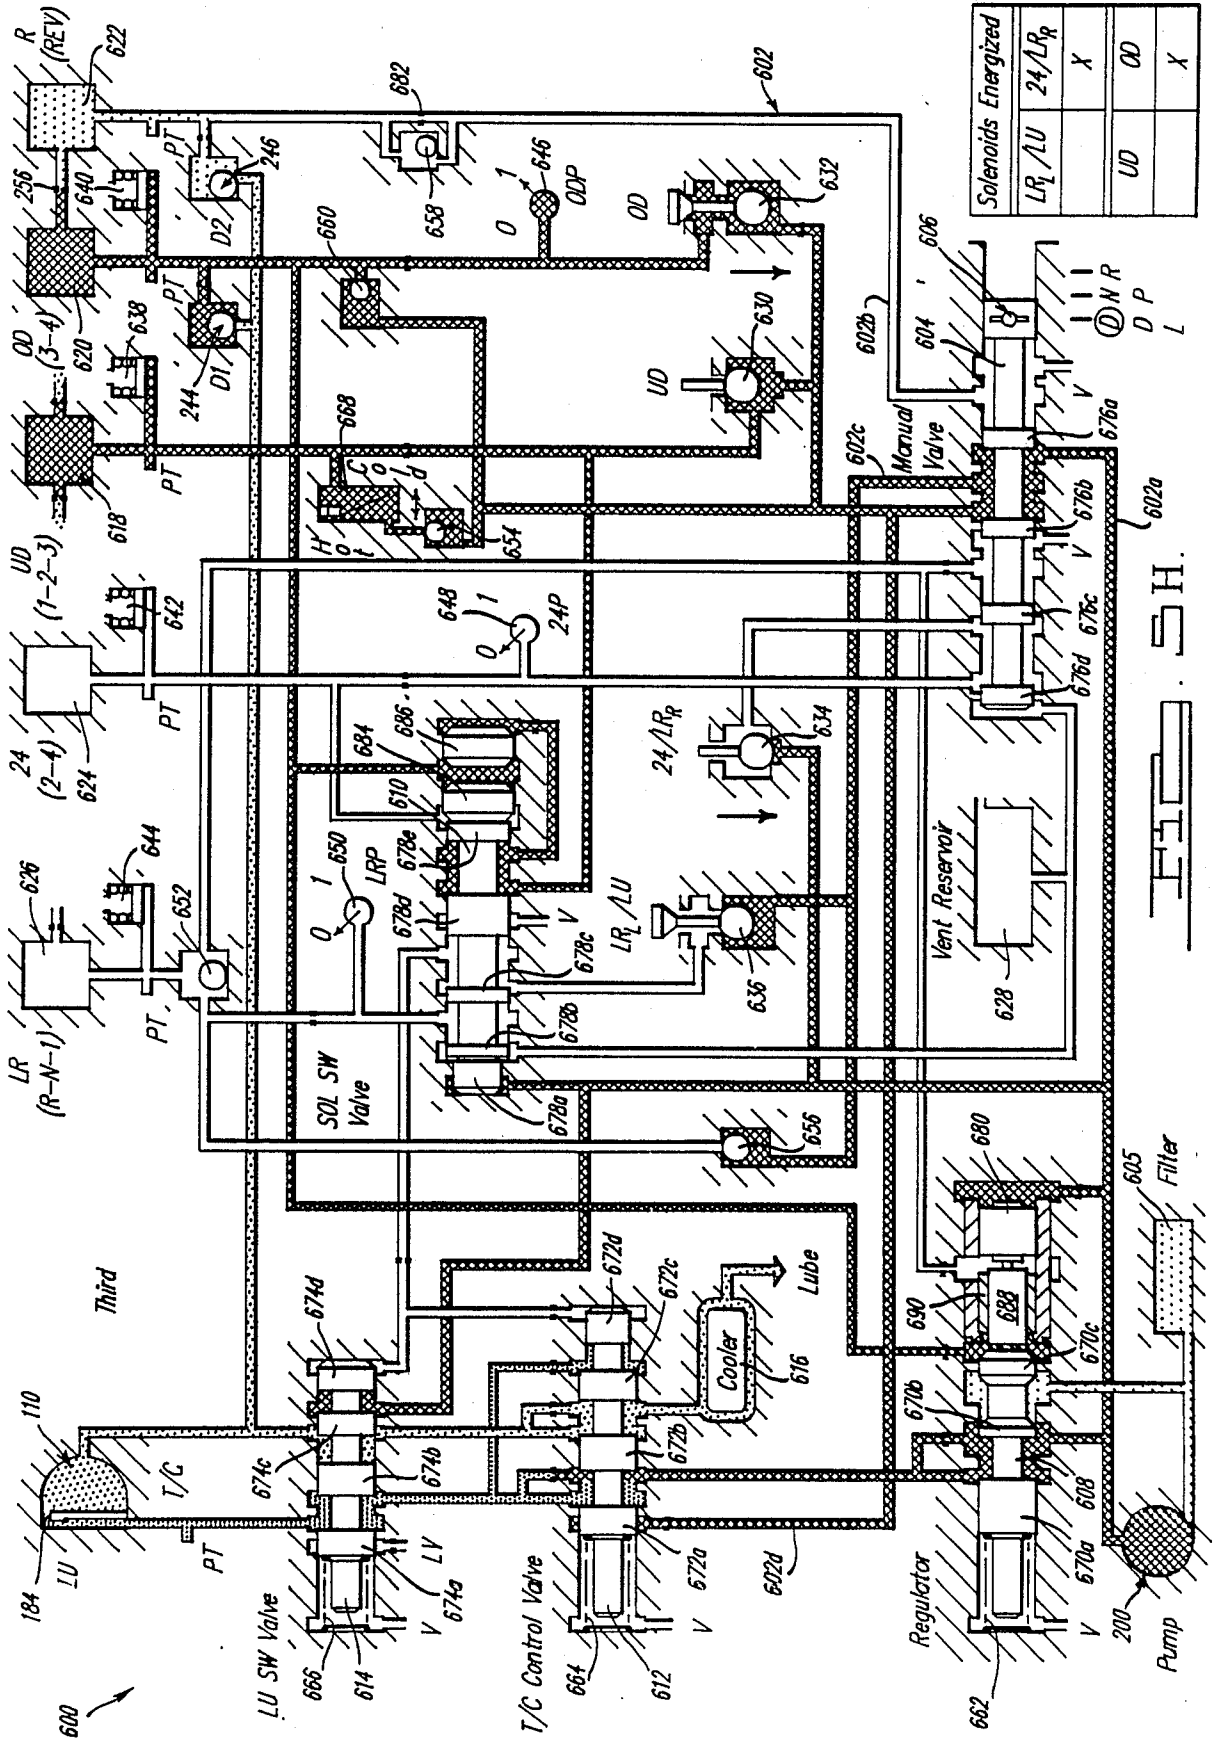 600
184
LU
110
T/C
PT
Third
LR
(R-N-1)
626
644
652
PT
24
(2-4)
624
642
PT
UD
(1-2-3)
618
638
PT
OD
(3-4)
620
256
640
PT
R
(REV)
622
PT
246
D2
244
D1
682
658
602
660
0
1
646
ODP
OD
632
UD
630
668
Cold
Hot
654
648
0
1
24P
650
0
1
LRP
SOL SW
Valve
684
686
610
678e
678d
678c
678b
678a
V
24/LRR
634
LRL/LU
636
656
602b
602c
Manual
Valve
604
606
D N R
D P
L
V
676a
676b
V
676c
676d
602a
Vent Reservoir
628
LU SW Valve
666
614
V
LV
674a
674b
674c
674d
T/C Control Valve
664
612
V
672a
672b
672c
672d
602d
Cooler
616
Lube
Regulator
662
V
670a
608
670b
670c
688
690
680
605
Filter
200
Pump
Solenoids Energized
LRL/LU
24/LRR
X
UD
OD
X
FIG. 5H.